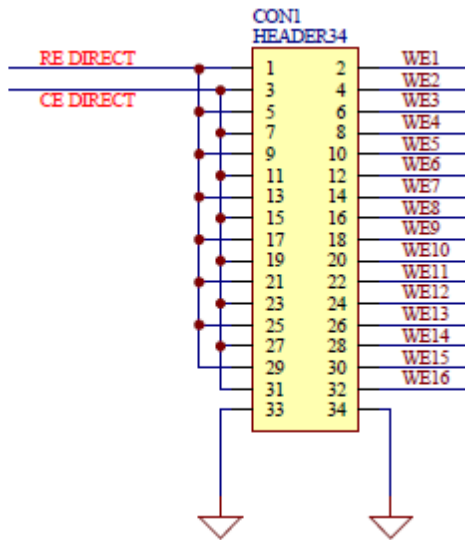 CON1
HEADER34
RE DIRECT 1 2 WE1
CE DIRECT 3 4 WE2
5 6 WE3
7 8 WE4
9 10 WE5
11 12 WE6
13 14 WE7
15 16 WE8
17 18 WE9
19 20 WE10
21 22 WE11
23 24 WE12
25 26 WE13
27 28 WE14
29 30 WE15
31 32 WE16
33 34